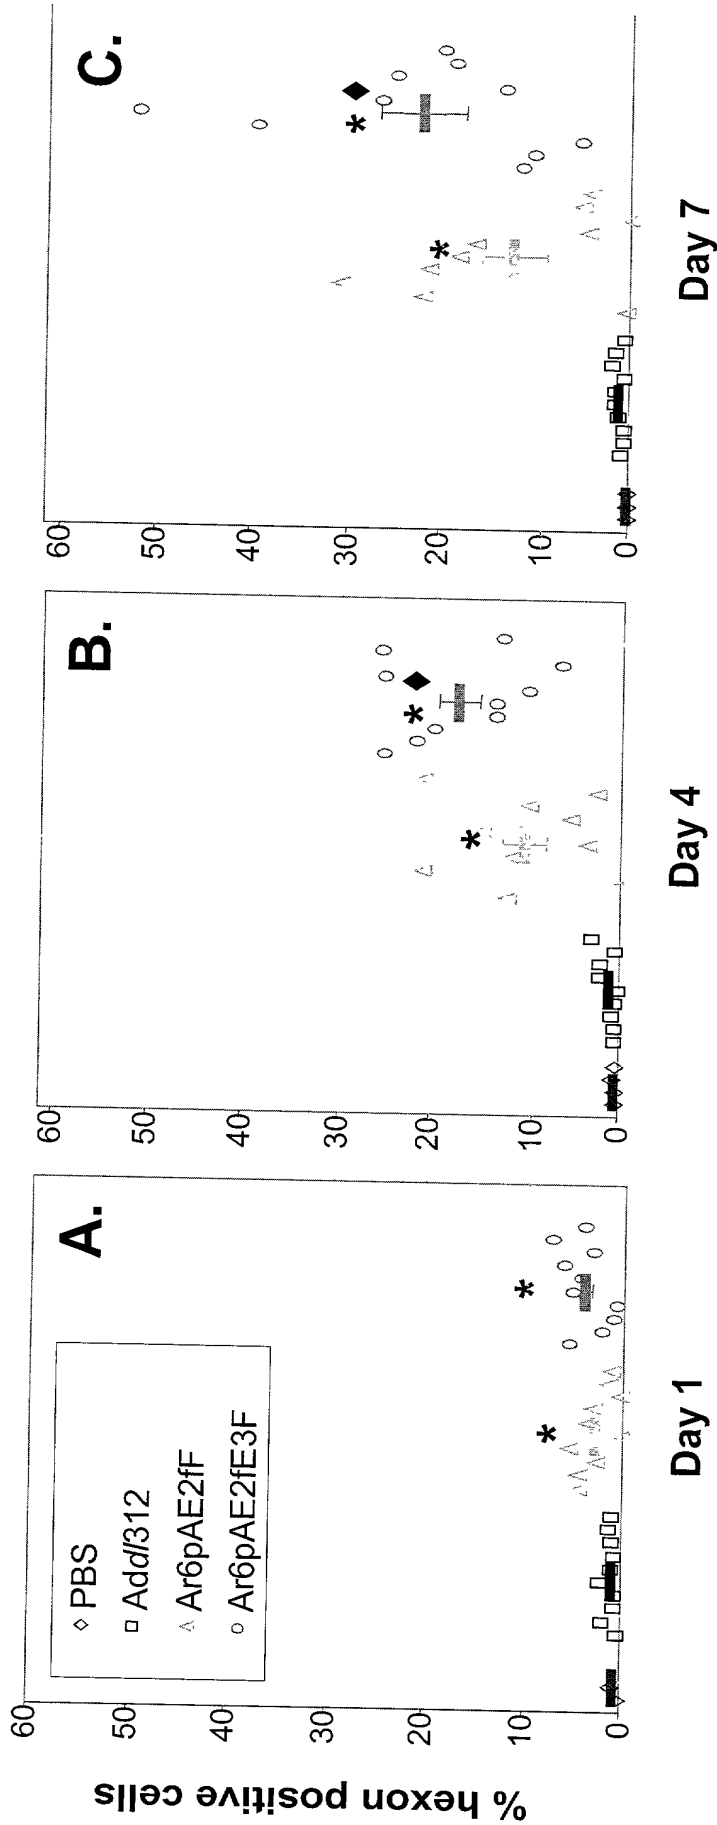 % hexon positive cells
60
50
40
30
20
10
0
PBS
Addl312
Ar6pAE2fF
Ar6pAE2fE3F
A.
*
*
Day 1
60
50
40
30
20
10
0
B.
*
*
Day 4
60
50
40
30
20
10
0
C.
*
*
Day 7